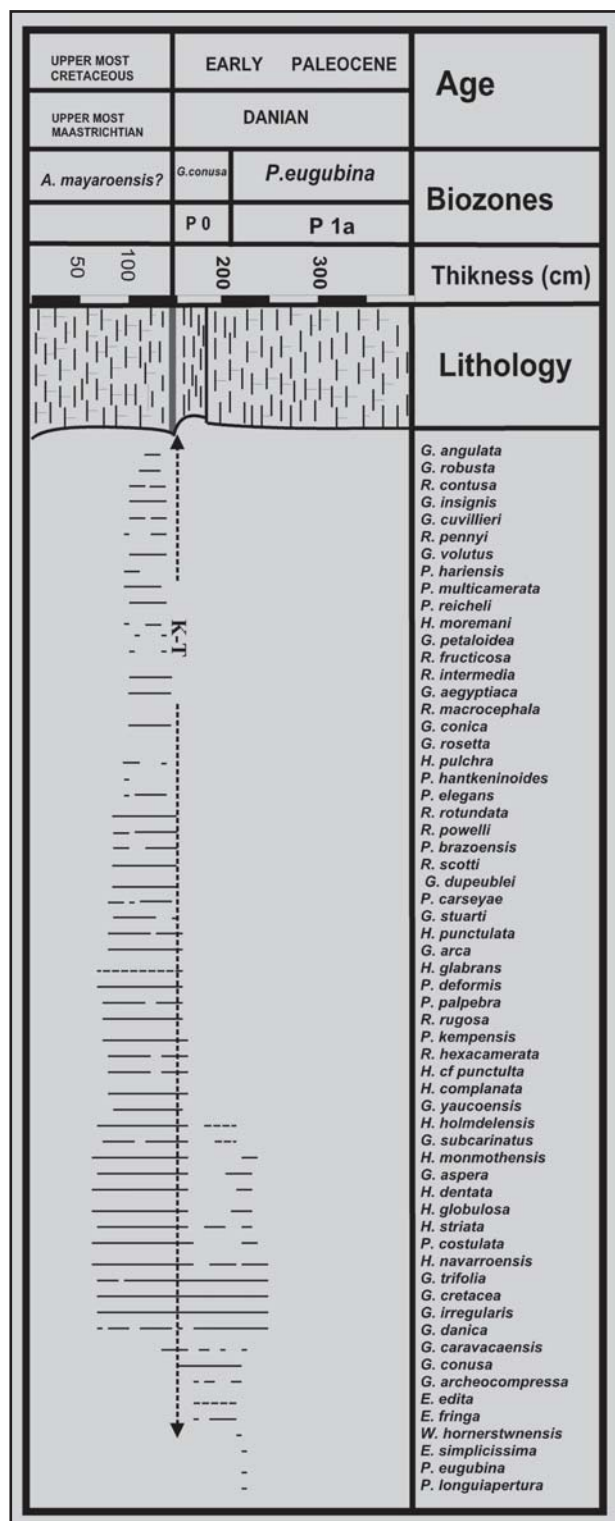 UPPER MOST
CRETACEOUS
EARLY PALEOCENE
Age
UPPER MOST
MAASTRICHTIAN
DANIAN
A. mayaroensis?
G.conusa
P.eugubina
Biozones
P 0
P 1a
50
100
200
300
Thikness (cm)
Lithology
G. angulata
G. robusta
R. contusa
G. insignis
G. cuvillieri
R. pennyi
G. volutus
P. hariensis
P. multicamerata
P. reicheli
H. moremani
K-T
G. petaloidea
R. fructicosa
R. intermedia
G. aegyptiaca
R. macrocephala
G. conica
G. rosetta
H. pulchra
P. hantkeninoides
P. elegans
R. rotundata
R. powelli
P. brazoensis
R. scotti
G. dupeublei
P. carseyae
G. stuarti
H. punctulata
G. arca
H. glabrans
P. deformis
P. palpebra
R. rugosa
P. kempensis
R. hexacamerata
H. cf punctulta
H. complanata
G. yaucoensis
H. holmdelensis
G. subcarinatus
H. monmothensis
G. aspera
H. dentata
H. globulosa
H. striata
P. costulata
H. navarroensis
G. trifolia
G. cretacea
G. irregularis
G. danica
G. caravacaensis
G. conusa
G. archeocompressa
E. edita
E. fringa
W. hornerstwnensis
E. simplicissima
P. eugubina
P. longuiapertura